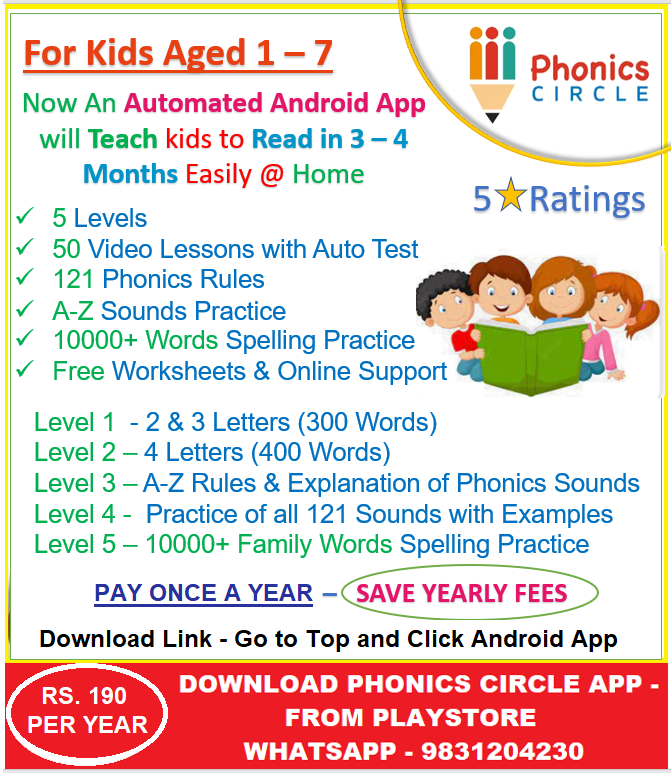 For Kids Aged 1 – 7
Phonics
CIRCLE
Now An Automated Android App
will Teach kids to Read in 3 – 4
Months Easily @ Home
5 Ratings
✓ 5 Levels
✓ 50 Video Lessons with Auto Test
✓ 121 Phonics Rules
✓ A-Z Sounds Practice
✓ 10000+ Words Spelling Practice
✓ Free Worksheets & Online Support
Level 1 - 2 & 3 Letters (300 Words)
Level 2 – 4 Letters (400 Words)
Level 3 – A-Z Rules & Explanation of Phonics Sounds
Level 4 - Practice of all 121 Sounds with Examples
Level 5 – 10000+ Family Words Spelling Practice
PAY ONCE A YEAR – SAVE YEARLY FEES
Download Link - Go to Top and Click Android App
RS. 190
PER YEAR
DOWNLOAD PHONICS CIRCLE APP -
FROM PLAYSTORE
WHATSAPP - 9831204230